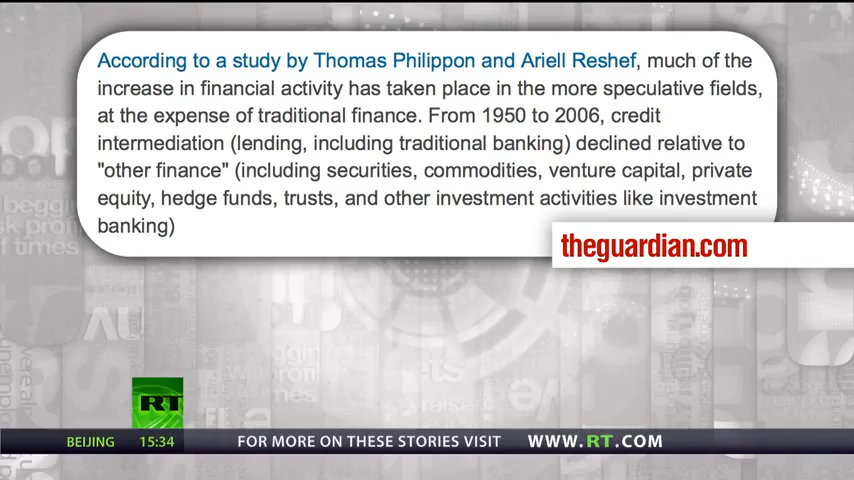 According to a study by Thomas Philippon and Ariell Reshef, much of the
increase in financial activity has taken place in the more speculative fields,
at the expense of traditional finance. From 1950 to 2006, credit
intermediation (lending, including traditional banking) declined relative to
"other finance" (including securities, commodities, venture capital, private
equity, hedge funds, trusts, and other investment activities like investment
banking)
theguardian.com
RT
BEIJING 15:34 FOR MORE ON THESE STORIES VISIT WWW.RT.COM